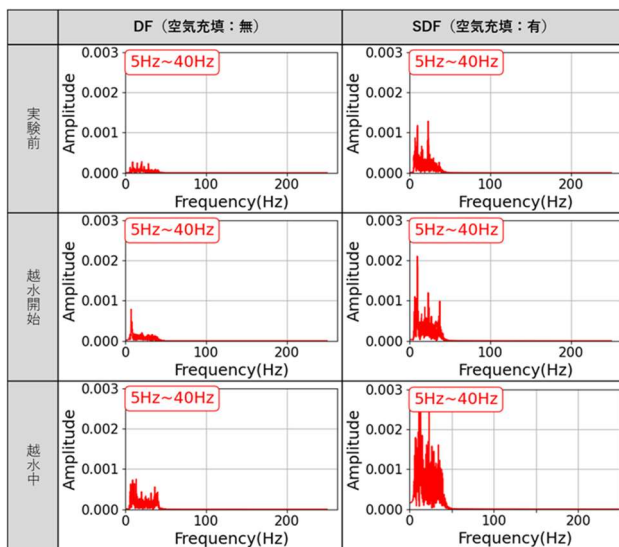 DF（空気充填：無）
SDF（空気充填：有）
実験前
5Hz~40Hz
0.003
0.002
0.001
0.000
Amplitude
0
100
200
Frequency(Hz)
5Hz~40Hz
0.003
0.002
0.001
0.000
Amplitude
0
100
200
Frequency(Hz)
越水開始
5Hz~40Hz
0.003
0.002
0.001
0.000
Amplitude
0
100
200
Frequency(Hz)
5Hz~40Hz
0.003
0.002
0.001
0.000
Amplitude
0
100
200
Frequency(Hz)
越水中
5Hz~40Hz
0.003
0.002
0.001
0.000
Amplitude
0
100
200
Frequency(Hz)
5Hz~40Hz
0.003
0.002
0.001
0.000
Amplitude
0
100
200
Frequency(Hz)